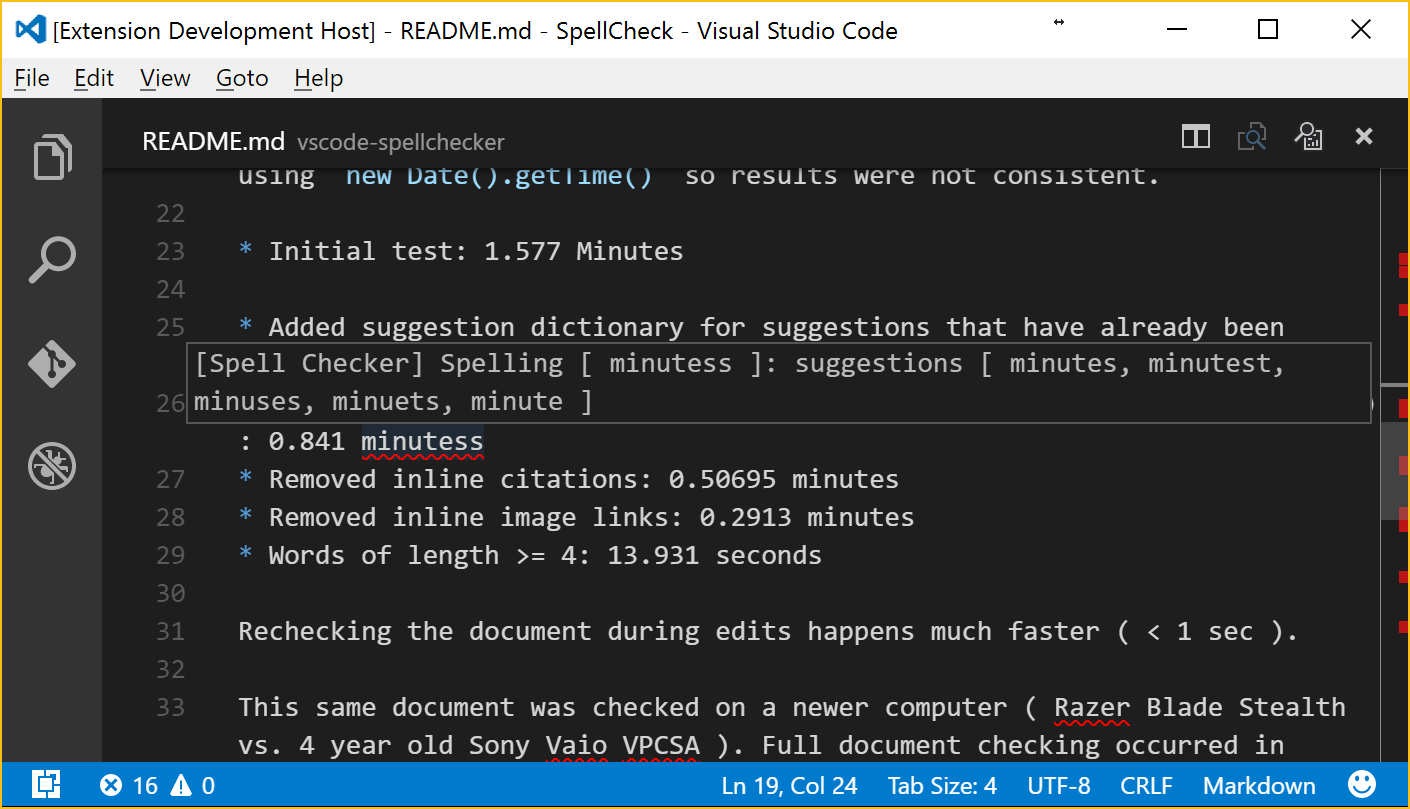 [Extension Development Host] - README.md - SpellCheck - Visual Studio Code
File Edit View Goto Help
README.md vscode-spellchecker
using `new Date().getTime()` so results were not consistent.
22
23 * Initial test: 1.577 Minutes
24
25 * Added suggestion dictionary for suggestions that have already been
[Spell Checker] Spelling [ minutess ]: suggestions [ minutes, minutest,
26 minuses, minuets, minute ]
: 0.841 minutess
27 * Removed inline citations: 0.50695 minutes
28 * Removed inline image links: 0.2913 minutes
29 * Words of length >= 4: 13.931 seconds
30
31 Rechecking the document during edits happens much faster ( < 1 sec ).
32
33 This same document was checked on a newer computer ( Razer Blade Stealth
vs. 4 year old Sony Vaio VPCSA ). Full document checking occurred in
16 0 Ln 19, Col 24 Tab Size: 4 UTF-8 CRLF Markdown